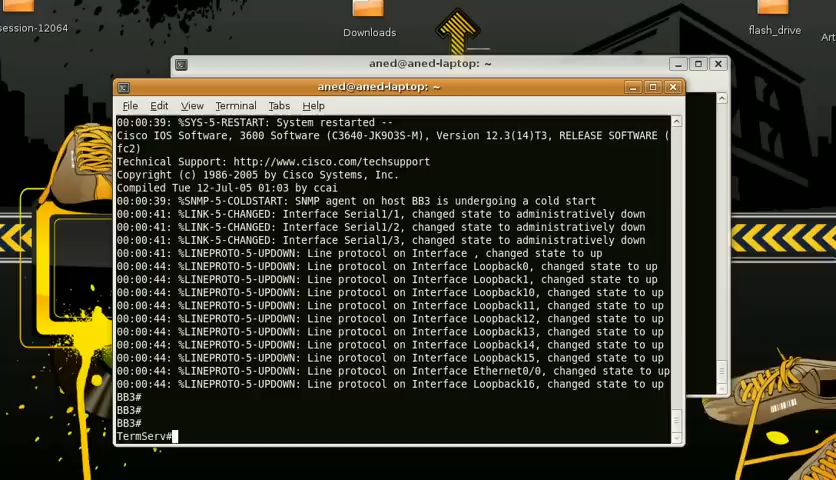 session-12064
Downloads
flash_drive
Art
aned@aned-laptop: ~
aned@aned-laptop: ~
File Edit View Terminal Tabs Help
00:00:39: %SYS-5-RESTART: System restarted --
Cisco IOS Software, 3600 Software (C3640-JK9O3S-M), Version 12.3(14)T3, RELEASE SOFTWARE (
fc2)
Technical Support: http://www.cisco.com/techsupport
Copyright (c) 1986-2005 by Cisco Systems, Inc.
Compiled Tue 12-Jul-05 01:03 by ccai
00:00:39: %SNMP-5-COLDSTART: SNMP agent on host BB3 is undergoing a cold start
00:00:41: %LINK-5-CHANGED: Interface Serial1/1, changed state to administratively down
00:00:41: %LINK-5-CHANGED: Interface Serial1/2, changed state to administratively down
00:00:41: %LINK-5-CHANGED: Interface Serial1/3, changed state to administratively down
00:00:41: %LINEPROTO-5-UPDOWN: Line protocol on Interface , changed state to up
00:00:44: %LINEPROTO-5-UPDOWN: Line protocol on Interface Loopback0, changed state to up
00:00:44: %LINEPROTO-5-UPDOWN: Line protocol on Interface Loopback1, changed state to up
00:00:44: %LINEPROTO-5-UPDOWN: Line protocol on Interface Loopback10, changed state to up
00:00:44: %LINEPROTO-5-UPDOWN: Line protocol on Interface Loopback11, changed state to up
00:00:44: %LINEPROTO-5-UPDOWN: Line protocol on Interface Loopback12, changed state to up
00:00:44: %LINEPROTO-5-UPDOWN: Line protocol on Interface Loopback13, changed state to up
00:00:44: %LINEPROTO-5-UPDOWN: Line protocol on Interface Loopback14, changed state to up
00:00:44: %LINEPROTO-5-UPDOWN: Line protocol on Interface Loopback15, changed state to up
00:00:44: %LINEPROTO-5-UPDOWN: Line protocol on Interface Ethernet0/0, changed state to up
00:00:44: %LINEPROTO-5-UPDOWN: Line protocol on Interface Loopback16, changed state to up
BB3#
BB3#
BB3#
TermServ#